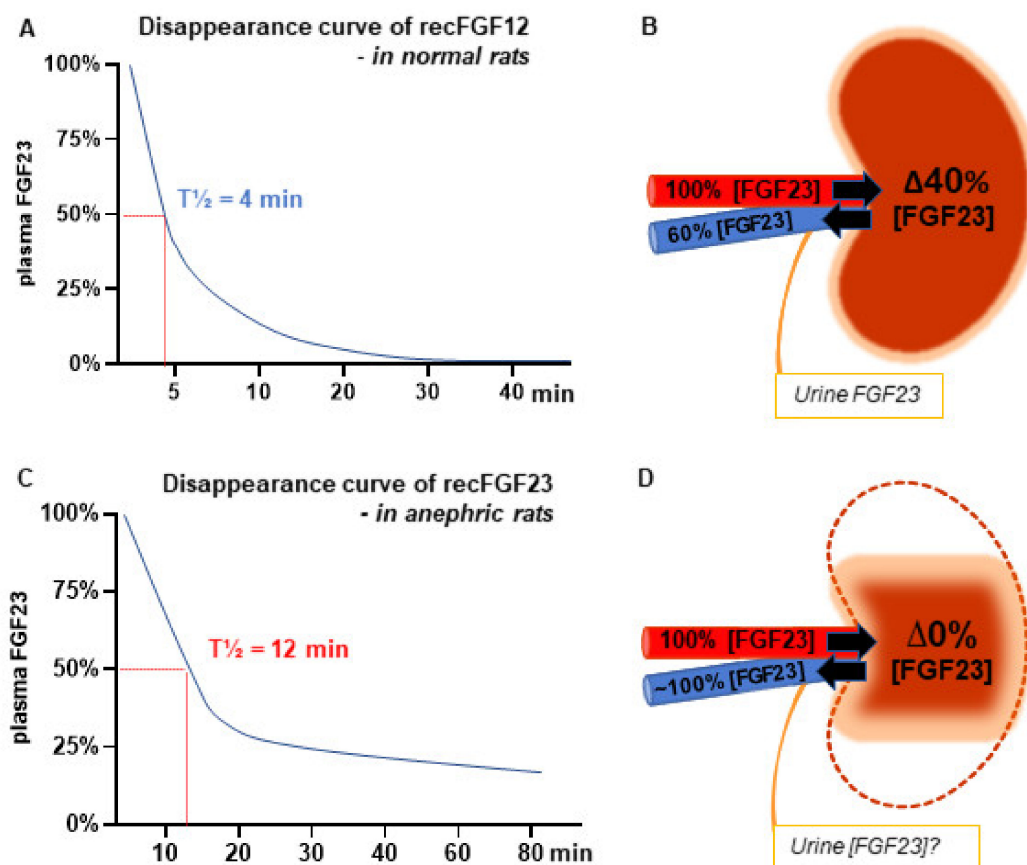 A
Disappearance curve of recFGF12
- in normal rats
plasma FGF23
100%
75%
50%
25%
0%
T½ = 4 min
5 10 20 30 40 min
B
100% [FGF23]
60% [FGF23]
Δ40%
[FGF23]
Urine FGF23
C
Disappearance curve of recFGF23
- in anephric rats
plasma FGF23
100%
75%
50%
25%
0%
T½ = 12 min
10 20 40 60 80 min
D
100% [FGF23]
~100% [FGF23]
Δ0%
[FGF23]
Urine [FGF23]?